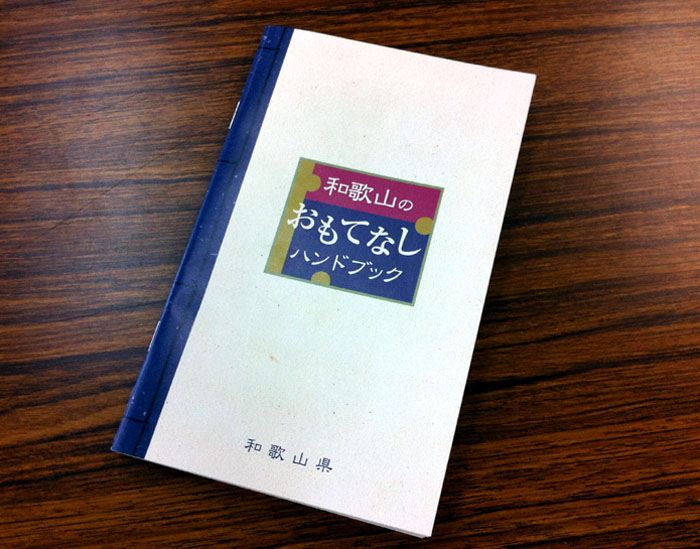 和歌山の
おもてなし
ハンドブック
和歌山県